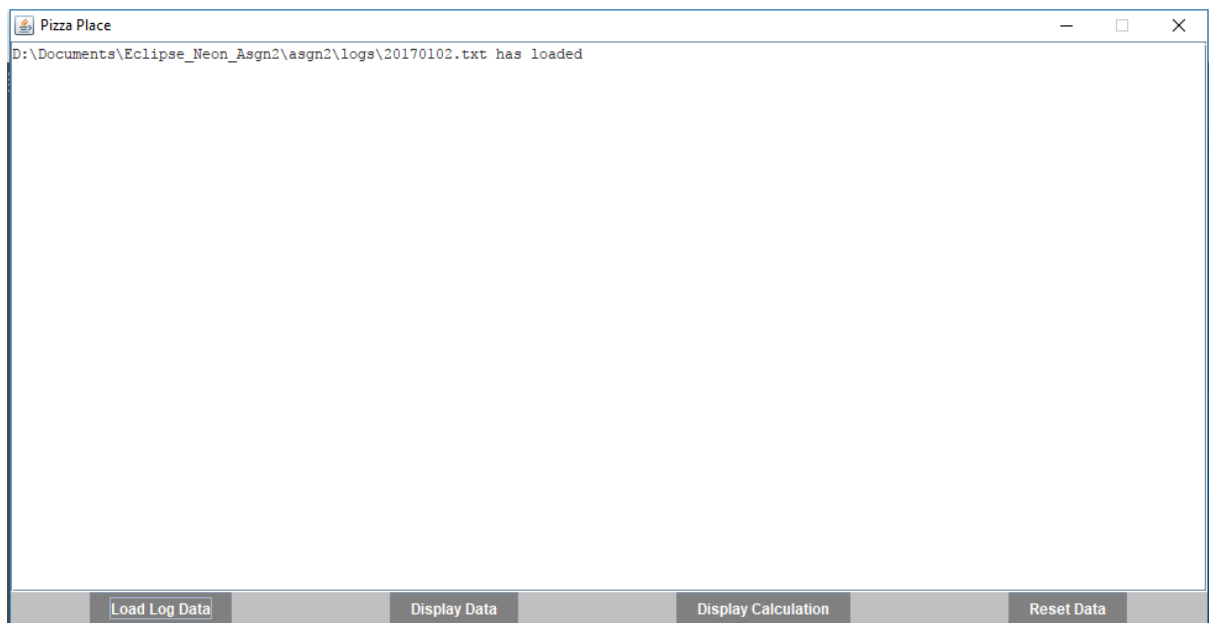 Pizza Place
D:\Documents\Eclipse_Neon_Asgn2\asgn2\logs\20170102.txt has loaded
Load Log Data Display Data Display Calculation Reset Data